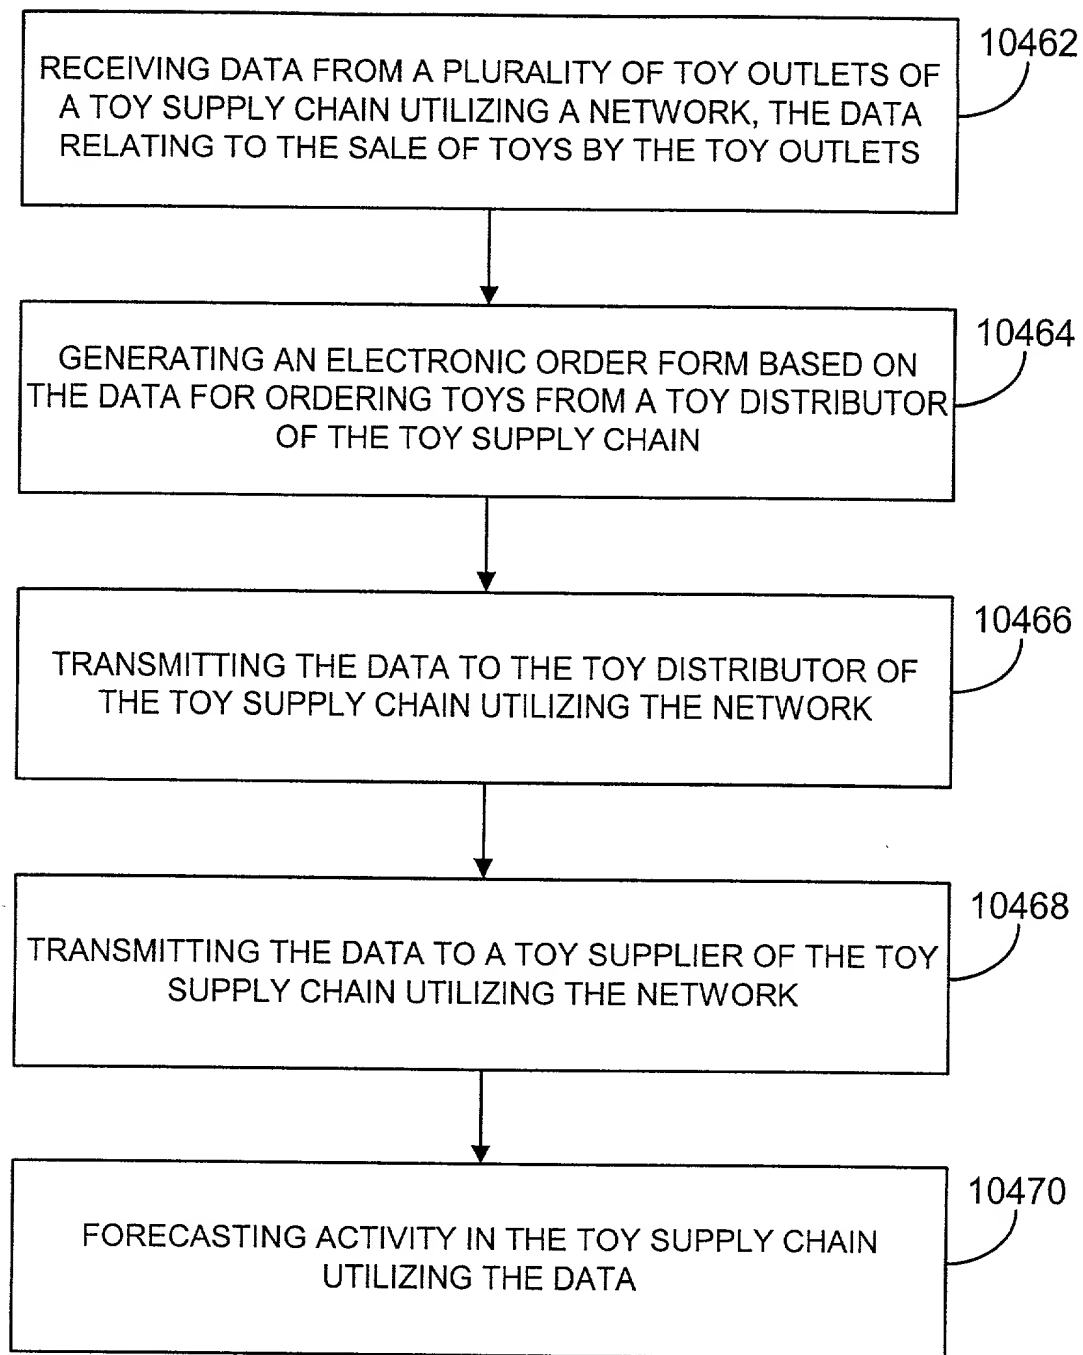 10462
RECEIVING DATA FROM A PLURALITY OF TOY OUTLETS OF
A TOY SUPPLY CHAIN UTILIZING A NETWORK, THE DATA
RELATING TO THE SALE OF TOYS BY THE TOY OUTLETS
10464
GENERATING AN ELECTRONIC ORDER FORM BASED ON
THE DATA FOR ORDERING TOYS FROM A TOY DISTRIBUTOR
OF THE TOY SUPPLY CHAIN
10466
TRANSMITTING THE DATA TO THE TOY DISTRIBUTOR OF
THE TOY SUPPLY CHAIN UTILIZING THE NETWORK
10468
TRANSMITTING THE DATA TO A TOY SUPPLIER OF THE TOY
SUPPLY CHAIN UTILIZING THE NETWORK
10470
FORECASTING ACTIVITY IN THE TOY SUPPLY CHAIN
UTILIZING THE DATA